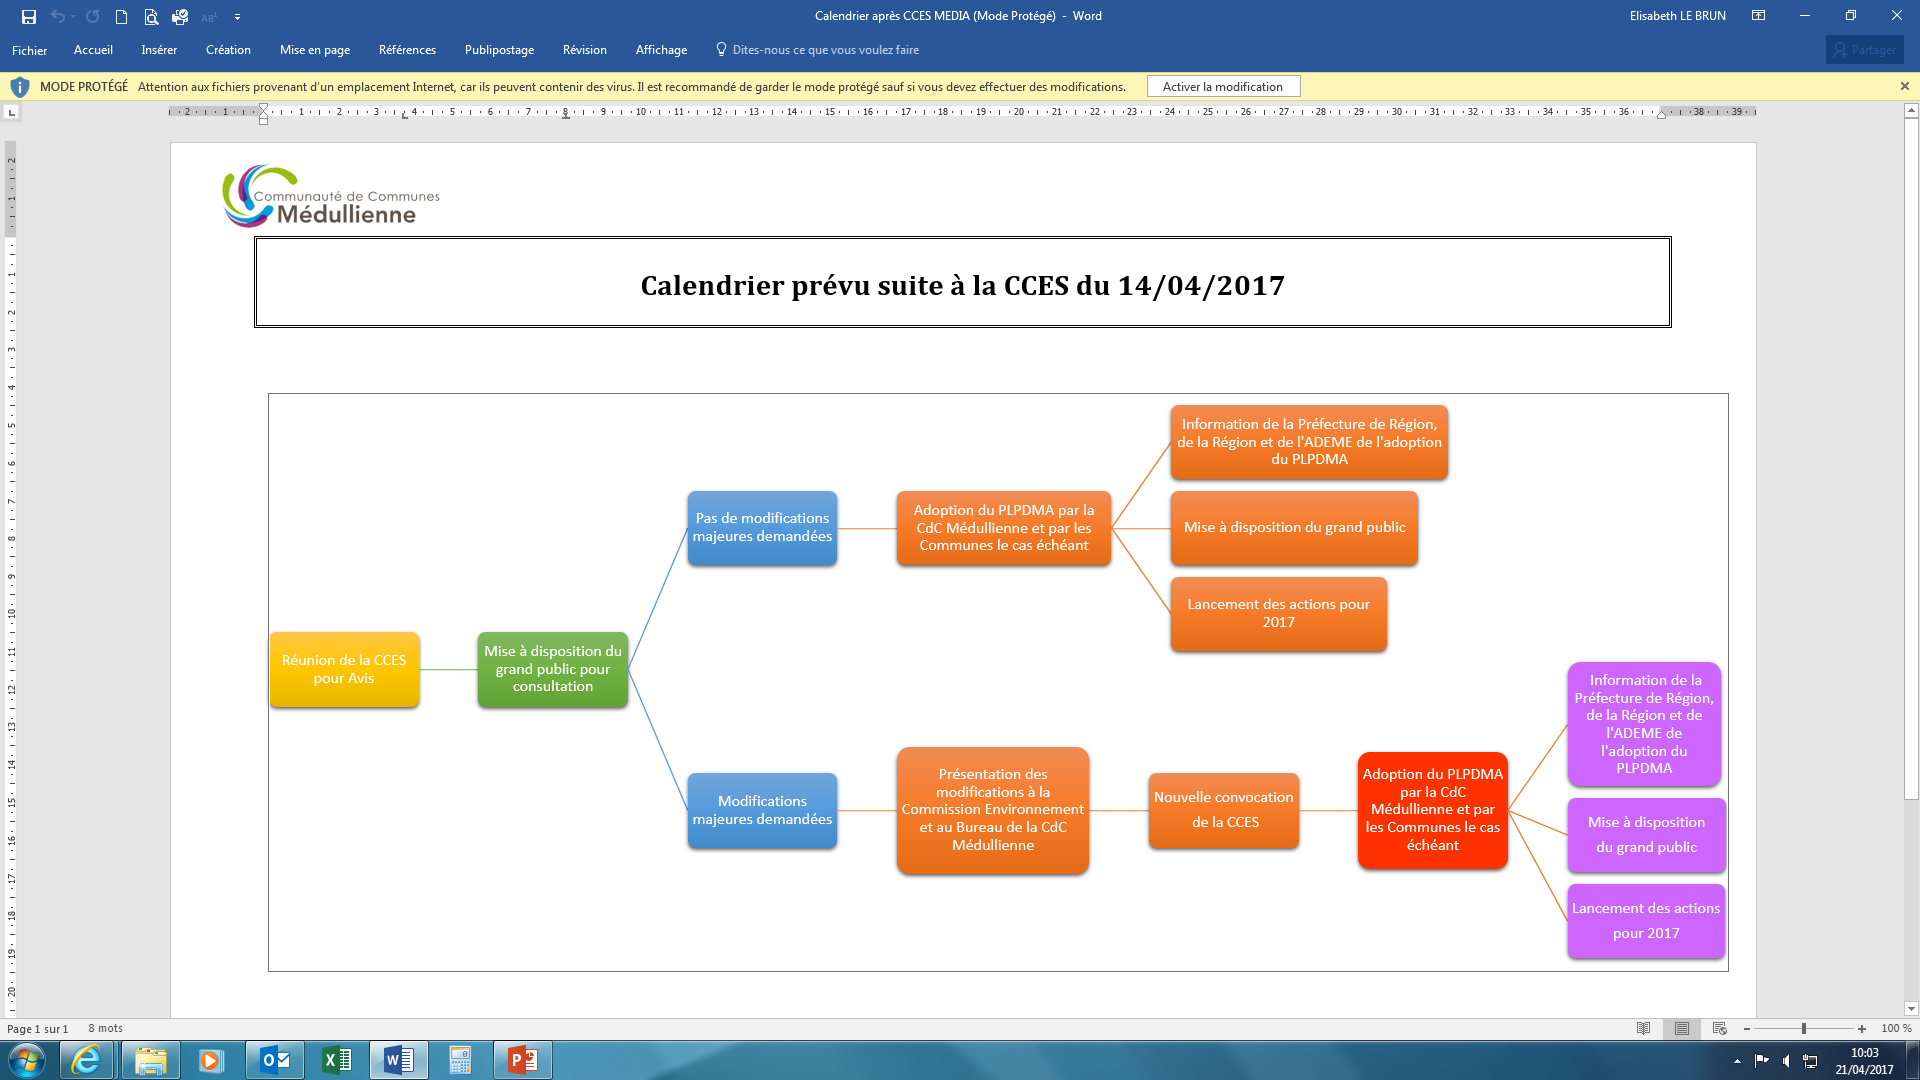 Calendrier après CCES MEDIA (Mode Protégé) - Word
Elisabeth LE BRUN
Fichier Accueil Insérer Création Mise en page Références Publipostage Révision Affichage Dites-nous ce que vous voulez faire Partager
MODE PROTÉGÉ Attention aux fichiers provenant d'un emplacement Internet, car ils peuvent contenir des virus. Il est recommandé de garder le mode protégé sauf si vous devez effectuer des modifications. Activer la modification
Communauté de Communes
Médullienne
Calendrier prévu suite à la CCES du 14/04/2017
Réunion de la CCES
pour Avis
Mise à disposition du
grand public pour
consultation
Pas de modifications
majeures demandées
Adoption du PLPDMA par la
CdC Médullienne et par les
Communes le cas échéant
Information de la Préfecture de Région,
de la Région et de l'ADEME de l'adoption
du PLPDMA
Mise à disposition du grand public
Lancement des actions pour
2017
Modifications
majeures demandées
Présentation des
modifications à la
Commission Environnement
et au Bureau de la CdC
Médullienne
Nouvelle convocation
de la CCES
Adoption du PLPDMA
par la CdC
Médullienne et par
les Communes le cas
échéant
Information de la
Préfecture de Région,
de la Région et de
l'ADEME de
l'adoption du
PLPDMA
Mise à disposition
du grand public
Lancement des actions
pour 2017
Page 1 sur 1 8 mots
100 %
10:03
21/04/2017